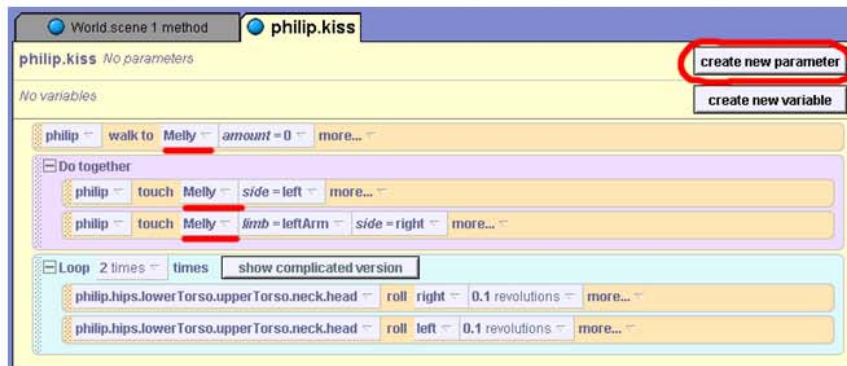 World.scene 1 method philip.kiss
philip.kiss No parameters create new parameter
No variables create new variable
philip walk to Melly amount = 0 more...
Do together
philip touch Melly side = left more...
philip touch Melly limb = leftArm side = right more...
Loop 2 times times show complicated version
philip.hips.lowerTorso.upperTorso.neck.head roll right 0.1 revolutions more...
philip.hips.lowerTorso.upperTorso.neck.head roll left 0.1 revolutions more...